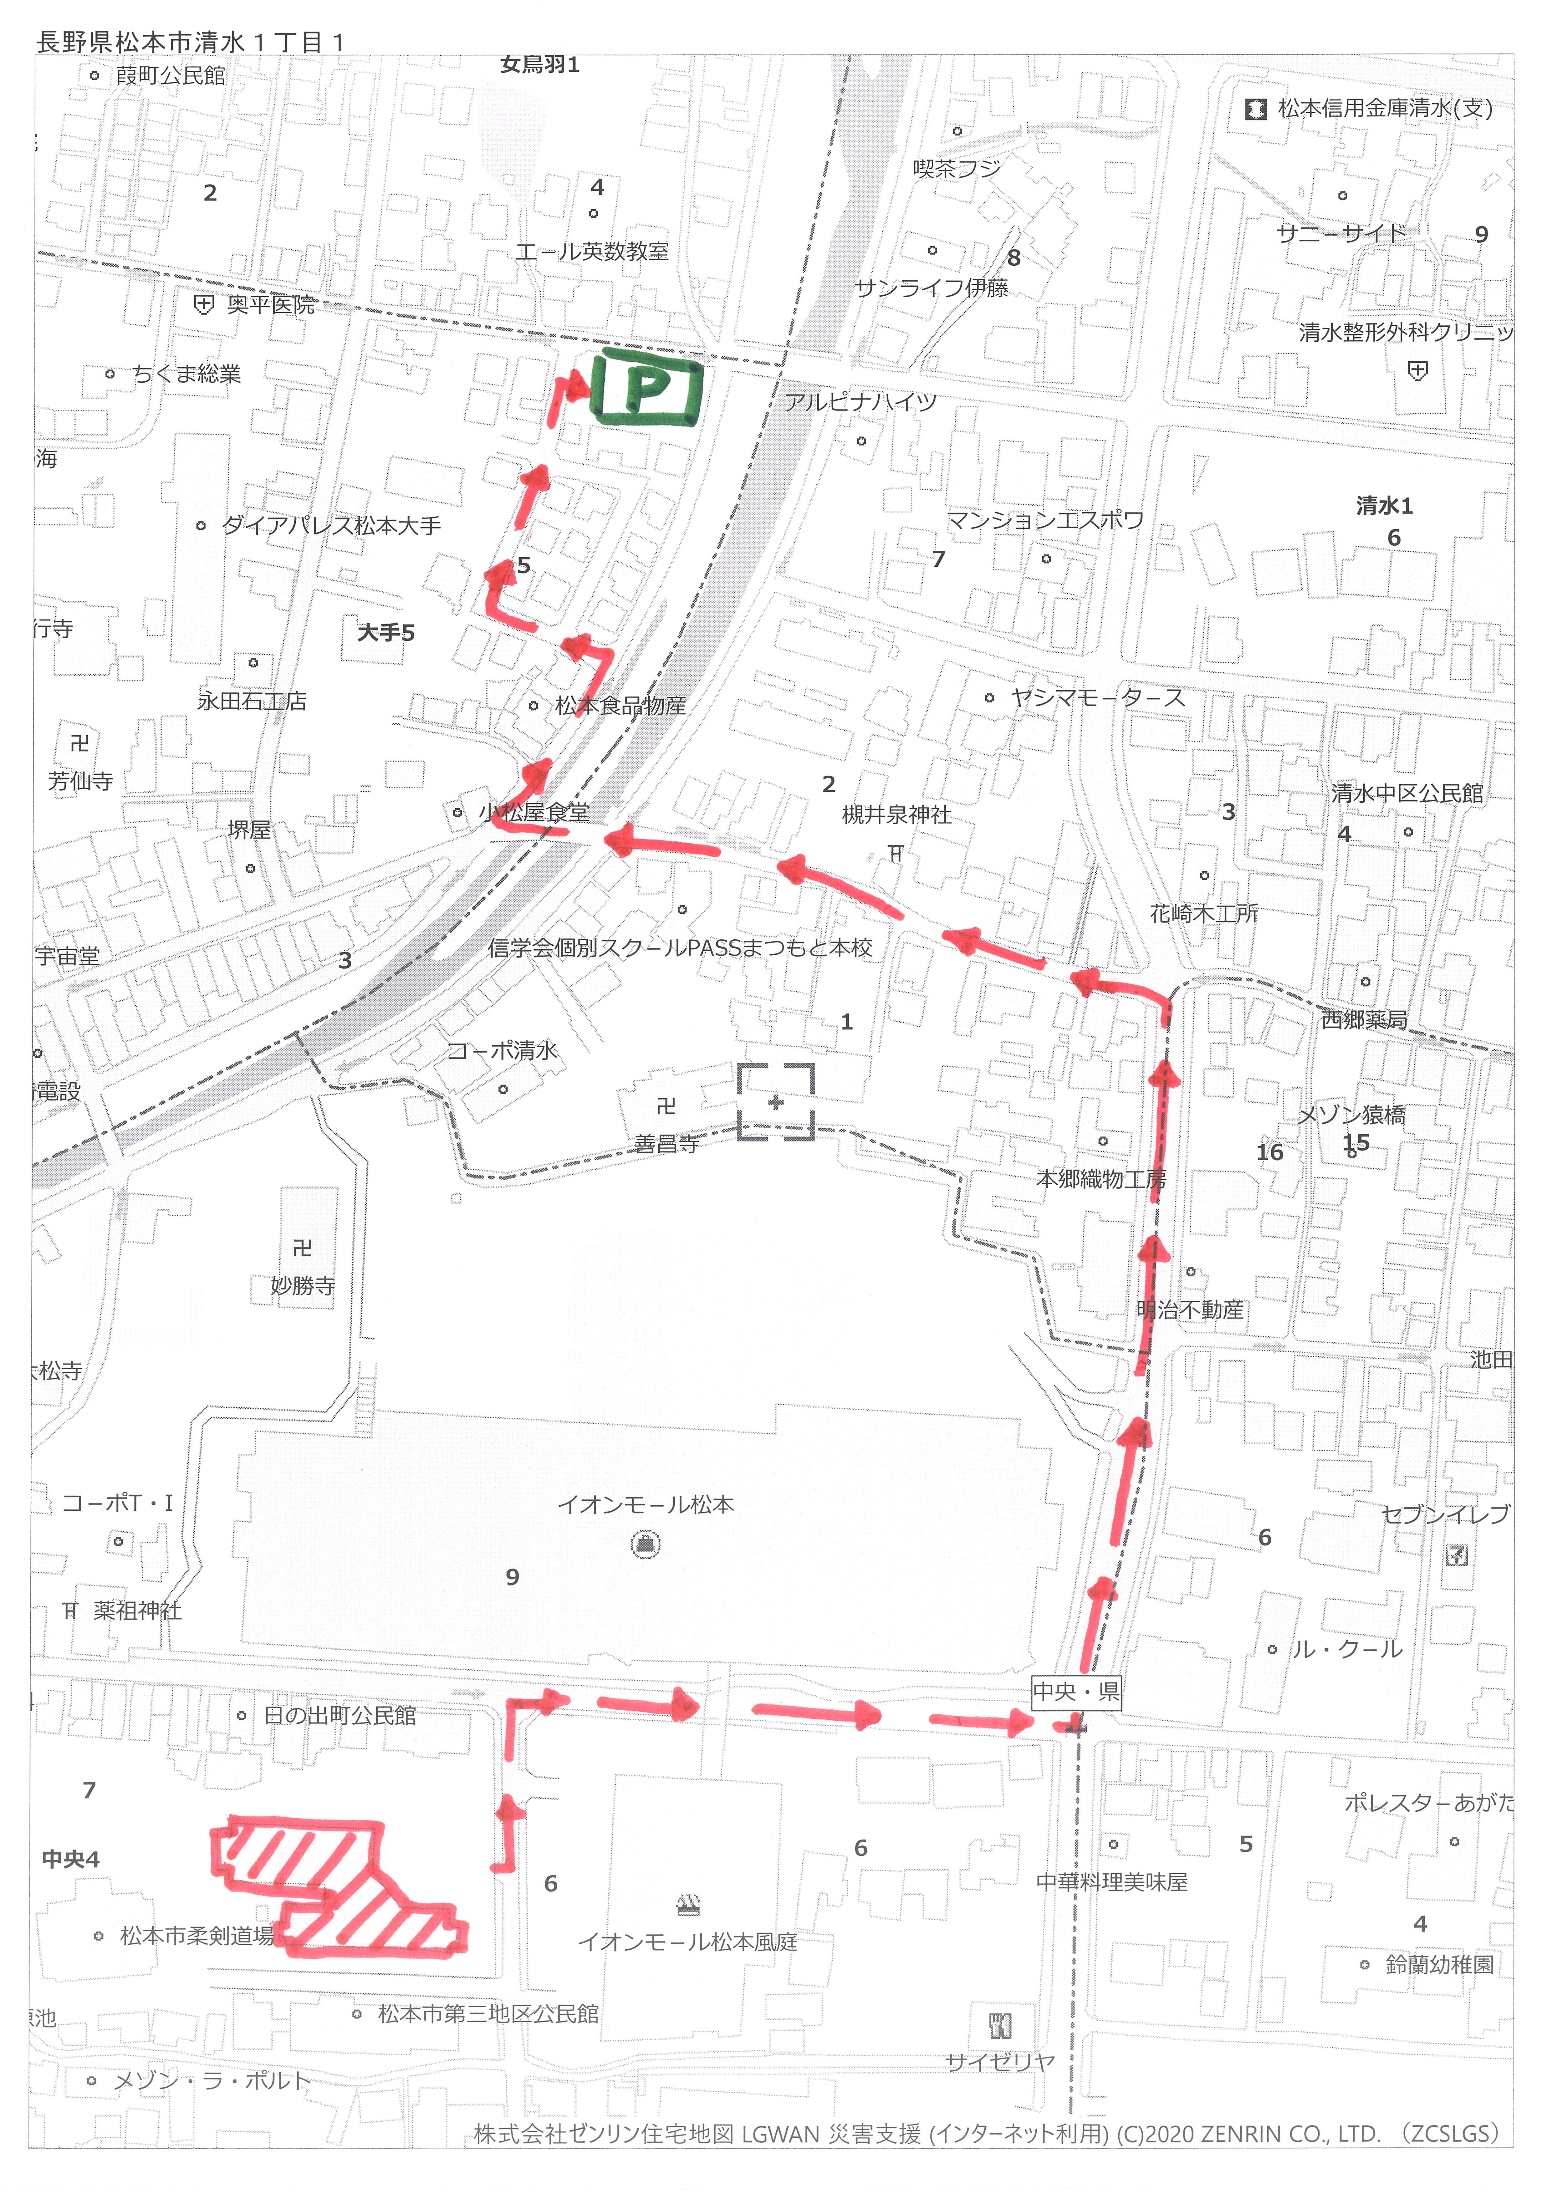 長野県松本市清水１丁目１
女鳥羽1
葭町公民館
松本信用金庫清水(支)
喫茶フジ
2
4
エール英数教室
サニーサイド
9
8
サンライフ伊藤
奥平医院
清水整形外科クリニッ
ちくま総業
P
アルピナハイツ
海
ダイアパレス松本大手
マンションエスポワ
清水1
6
7
5
行寺
大手5
永田石工店
松本食品物産
ヤシマモータース
芳仙寺
2
清水中区公民館
小松屋食堂
槻井泉神社
3
4
堺屋
花崎木工所
宇宙堂
3
信学会個別スクールPASSまつもと本校
1
西郷薬局
コーポ清水
電設
メゾン猿橋
15
16
善昌寺
本郷織物工房
妙勝寺
明治不動産
松寺
池田
コーポT・I
イオンモール松本
セブンイレブ
6
9
薬祖神社
ル・クール
中央・県
日の出町公民館
7
ポレスターあがた
中央4
6
6
5
中華料理美味屋
松本市柔剣道場
イオンモール松本風庭
4
鈴蘭幼稚園
松本市第三地区公民館
池
サイゼリヤ
メゾン・ラ・ポルト
株式会社ゼンリン住宅地図 LGWAN 災害支援 (インターネット利用) (C)2020 ZENRIN CO., LTD. （ZCSLGS）